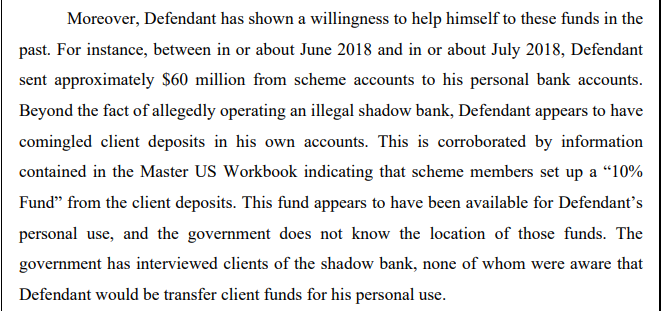 Moreover, Defendant has shown a willingness to help himself to these funds in the
past. For instance, between in or about June 2018 and in or about July 2018, Defendant
sent approximately $60 million from scheme accounts to his personal bank accounts.
Beyond the fact of allegedly operating an illegal shadow bank, Defendant appears to have
comingled client deposits in his own accounts. This is corroborated by information
contained in the Master US Workbook indicating that scheme members set up a “10%
Fund” from the client deposits. This fund appears to have been available for Defendant’s
personal use, and the government does not know the location of those funds. The
government has interviewed clients of the shadow bank, none of whom were aware that
Defendant would be transfer client funds for his personal use.